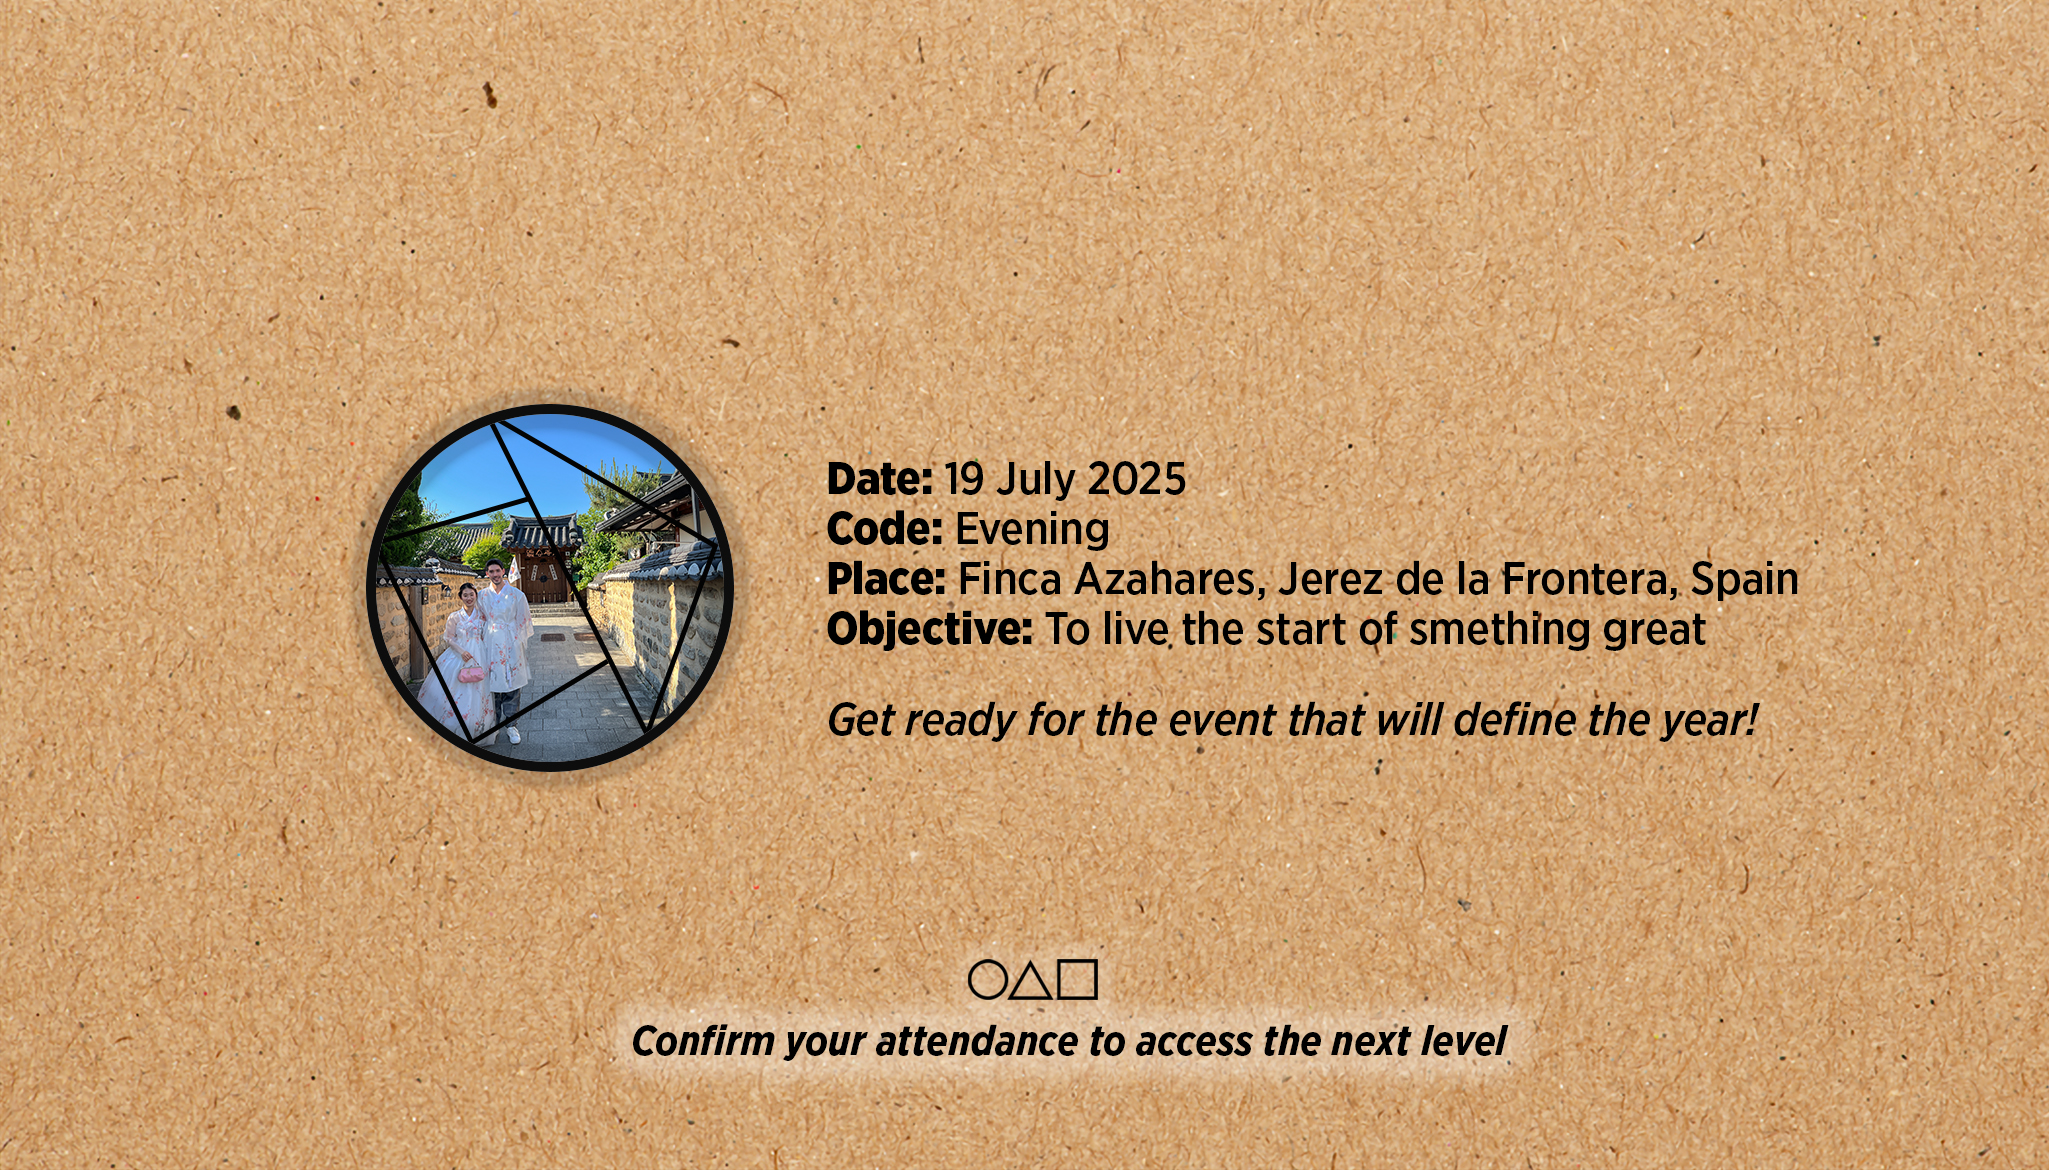 Date: 19 July 2025
Code: Evening
Place: Finca Azahares, Jerez de la Frontera, Spain
Objective: To live the start of smething great
Get ready for the event that will define the year!
Confirm your attendance to access the next level